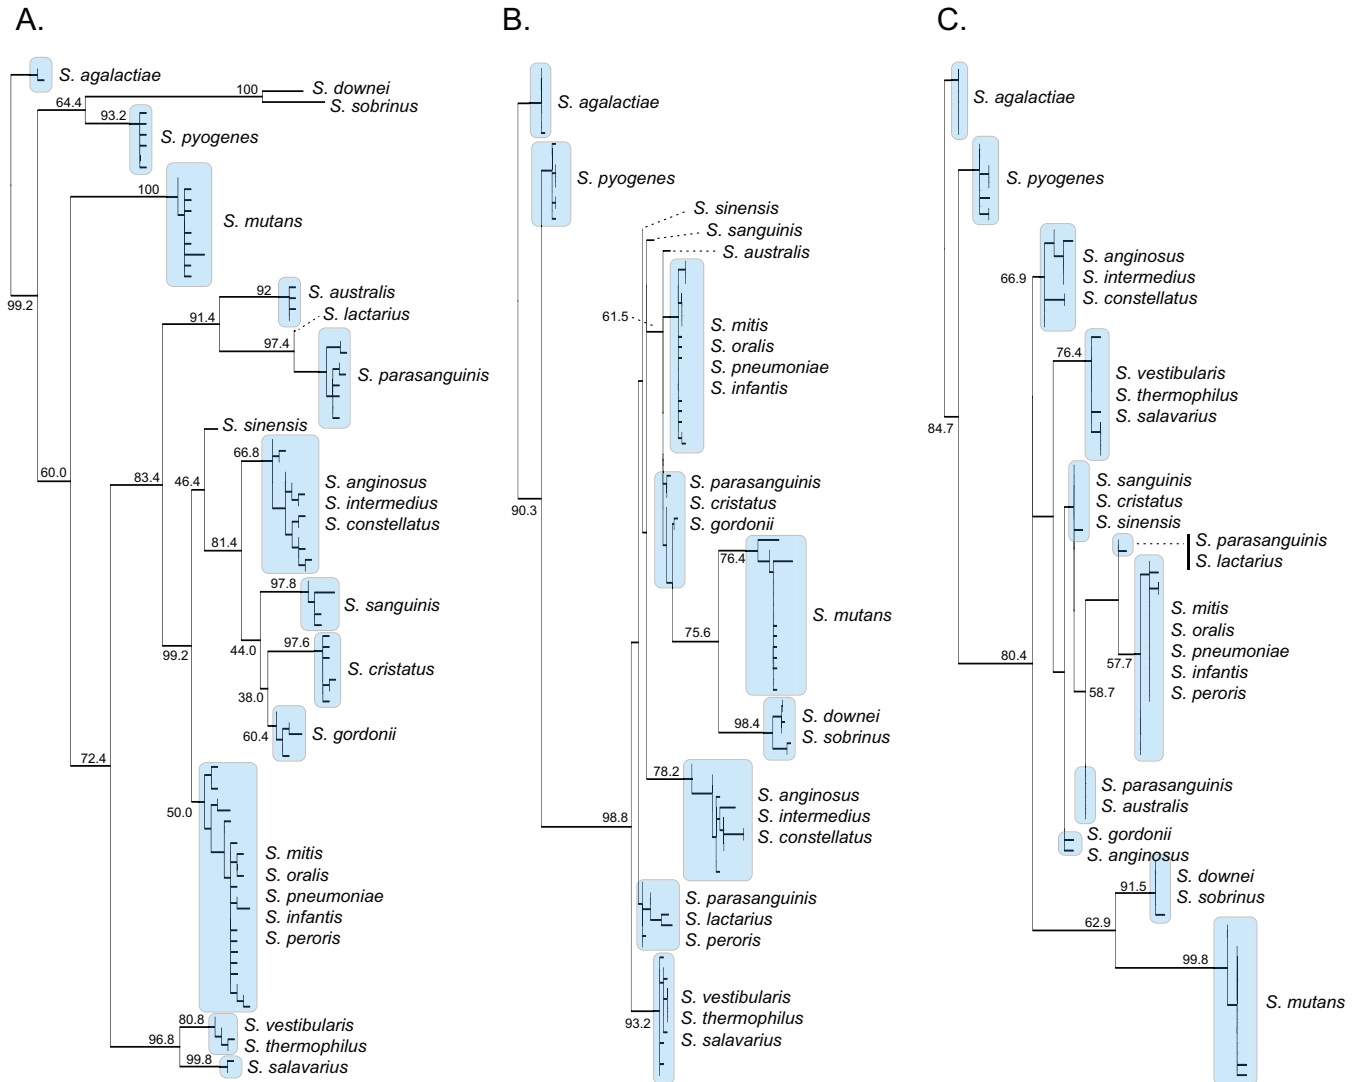 A.
S. agalactiae
100
S. downei
S. sobrinus
64.4
93.2
S. pyogenes
100
S. mutans
99.2
92
S. australis
S. lactarius
91.4
97.4
S. parasanguinis
S. sinensis
66.8
60.0
83.4
46.4
S. anginosus
S. intermedius
S. constellatus
81.4
97.8
S. sanguinis
99.2
44.0
97.6
S. cristatus
38.0
60.4
S. gordonii
72.4
50.0
S. mitis
S. oralis
S. pneumoniae
S. infantis
S. peroris
80.8
S. vestibularis
96.8
S. thermophilus
99.8
S. salavarius
B.
S. agalactiae
S. pyogenes
S. sinensis
S. sanguinis
S. australis
61.5
S. mitis
S. oralis
S. pneumoniae
S. infantis
90.3
S. parasanguinis
S. cristatus
S. gordonii
76.4
S. mutans
75.6
98.4
S. downei
S. sobrinus
78.2
98.8
S. anginosus
S. intermedius
S. constellatus
S. parasanguinis
S. lactarius
S. peroris
93.2
S. vestibularis
S. thermophilus
S. salavarius
C.
S. agalactiae
S. pyogenes
66.9
S. anginosus
S. intermedius
S. constellatus
76.4
S. vestibularis
S. thermophilus
S. salavarius
84.7
S. sanguinis
S. cristatus
S. sinensis
S. parasanguinis
S. lactarius
S. mitis
S. oralis
S. pneumoniae
S. infantis
S. peroris
80.4
57.7
58.7
S. parasanguinis
S. australis
S. gordonii
S. anginosus
91.5
S. downei
S. sobrinus
62.9
99.8
S. mutans